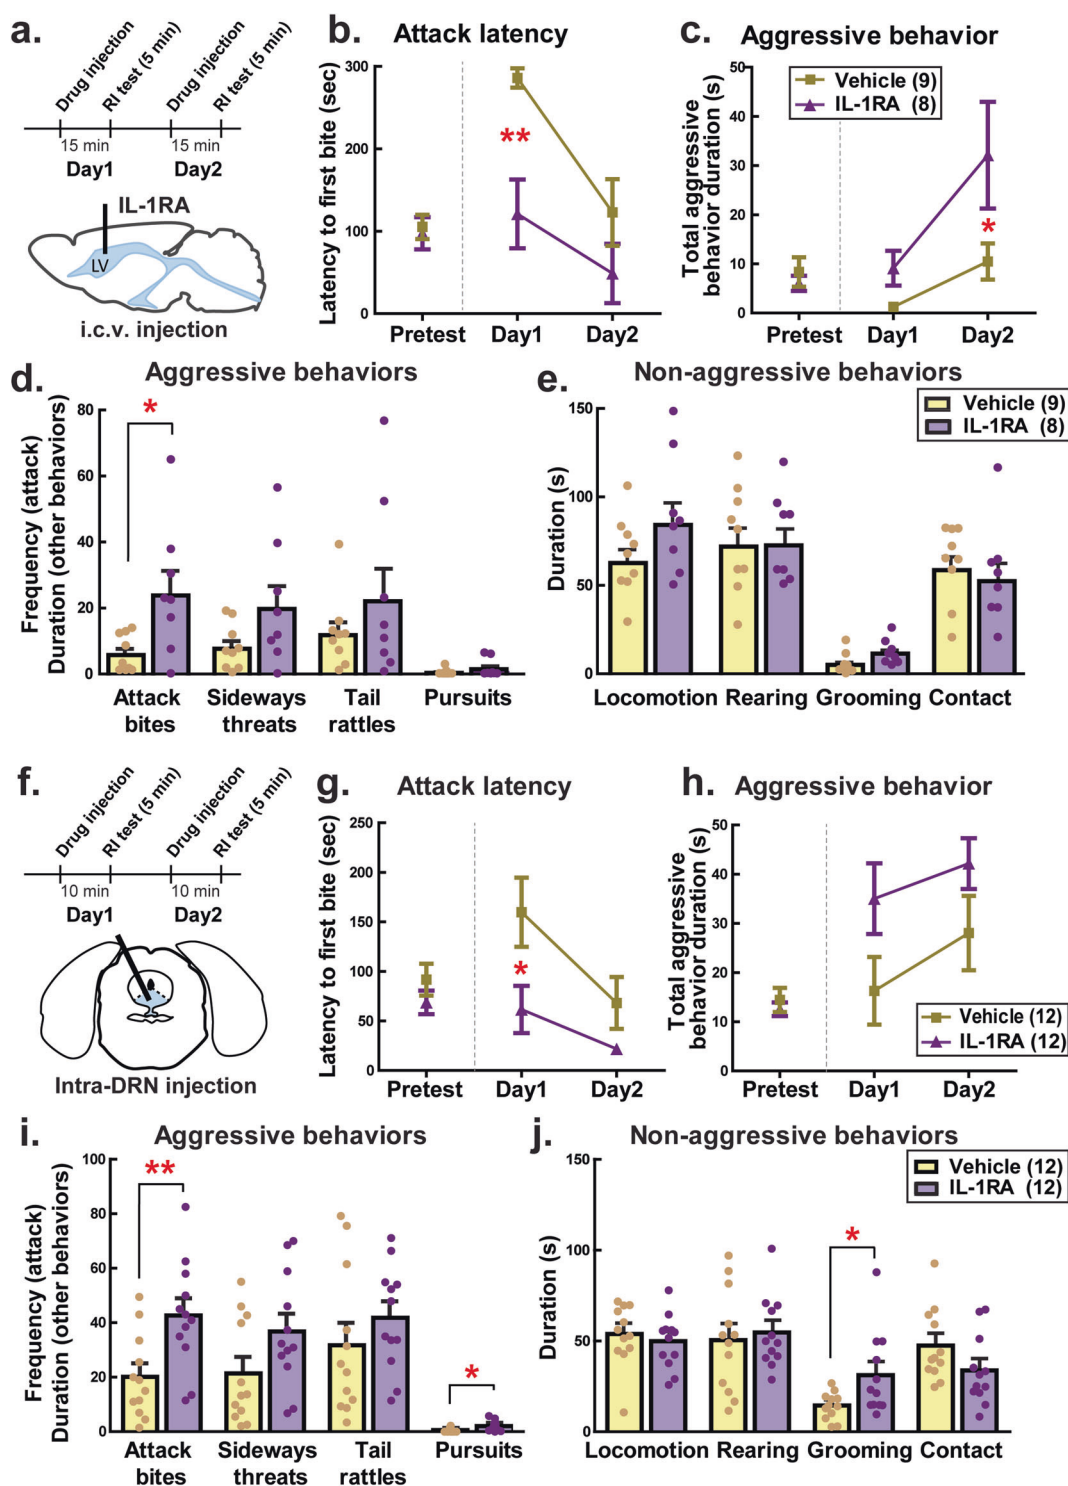 a.
Drug injection
RI test (5 min)
Drug injection
RI test (5 min)
15 min
15 min
Day1
Day2
IL-1RA
LV
i.c.v. injection
b.
Attack latency
Latency to first bite (sec)
300
200
100
0
**
Pretest
Day1
Day2
c.
Aggressive behavior
Total aggressive
behavior duration (s)
50
40
30
20
10
0
Vehicle (9)
IL-1RA (8)
*
Pretest
Day1
Day2
d.
Aggressive behaviors
Frequency (attack)
Duration (other behaviors)
80
60
40
20
0
*
Attack
bites
Sideways
threats
Tail
rattles
Pursuits
e.
Non-aggressive behaviors
Duration (s)
150
100
50
0
Vehicle (9)
IL-1RA (8)
Locomotion
Rearing
Grooming
Contact
f.
Drug injection
RI test (5 min)
Drug injection
RI test (5 min)
10 min
10 min
Day1
Day2
Intra-DRN injection
g.
Attack latency
Latency to first bite (sec)
250
200
150
100
50
0
*
Pretest
Day1
Day2
h.
Aggressive behavior
Total aggressive
behavior duration (s)
50
40
30
20
10
0
Vehicle (12)
IL-1RA (12)
Pretest
Day1
Day2
i.
Aggressive behaviors
Frequency (attack)
Duration (other behaviors)
100
80
60
40
20
0
**
*
Attack
bites
Sideways
threats
Tail
rattles
Pursuits
j.
Non-aggressive behaviors
Duration (s)
150
100
50
0
Vehicle (12)
IL-1RA (12)
*
Locomotion
Rearing
Grooming
Contact